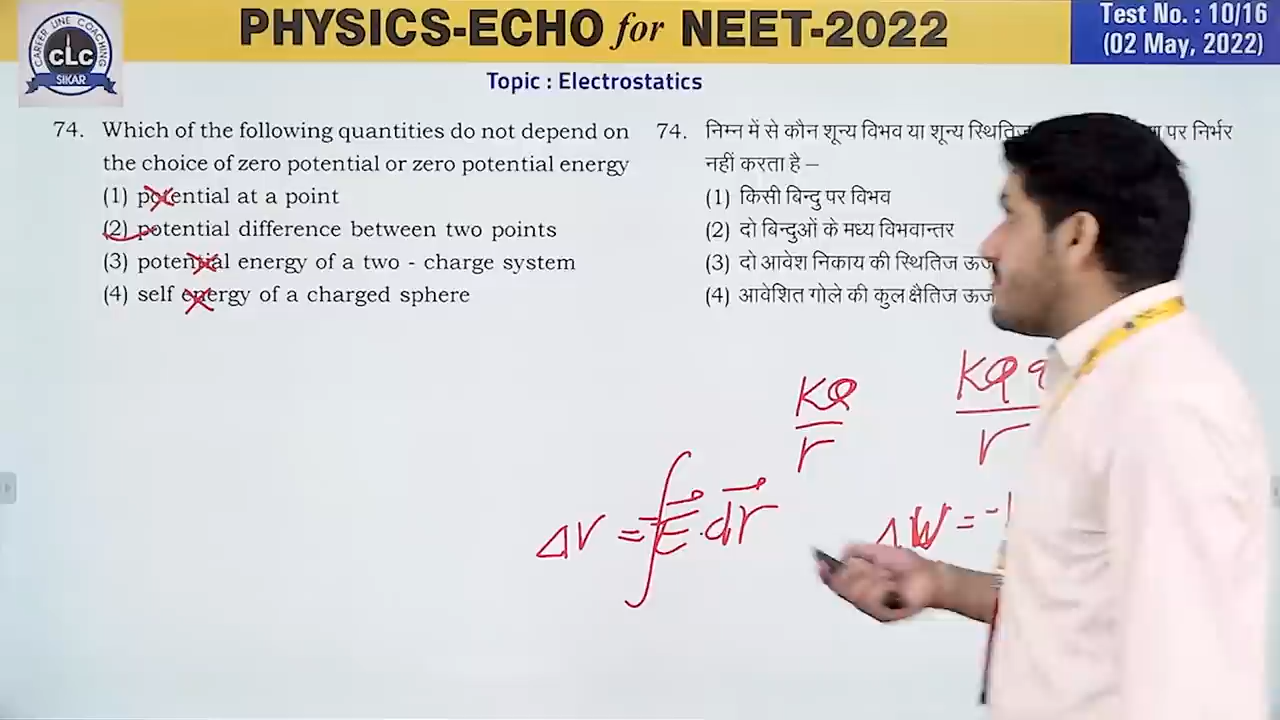 CAREER LINE COACHING
CLC
SIKAR
PHYSICS-ECHO for NEET-2022
Test No. : 10/16
(02 May, 2022)
Topic : Electrostatics
74. Which of the following quantities do not depend on
the choice of zero potential or zero potential energy
(1) potential at a point
(2) potential difference between two points
(3) potential energy of a two - charge system
(4) self energy of a charged sphere
74. निम्न में से कौन शून्य विभव या शून्य पर निर्भर
नहीं करता है –
(1) किसी बिन्दु पर विभव
(2) दो बिन्दुओं के मध्य विभवान्तर
(3) दो आवेश निकाय की स्थितिज
(4) आवेशित गोले की कुल क्षैतिज
KQ
r
KQq
r
ΔV = ∫E⃗·dr⃗
ΔW = -